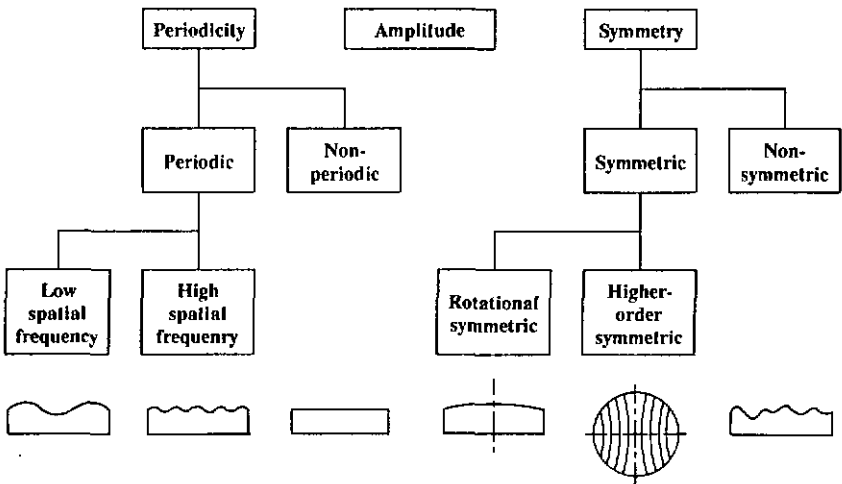 Periodicity
Amplitude
Symmetry
Periodic
Non-
periodic
Symmetric
Non-
symmetric
Low
spatial
frequency
High
spatial
frequenry
Rotational
symmetric
Higher-
order
symmetric